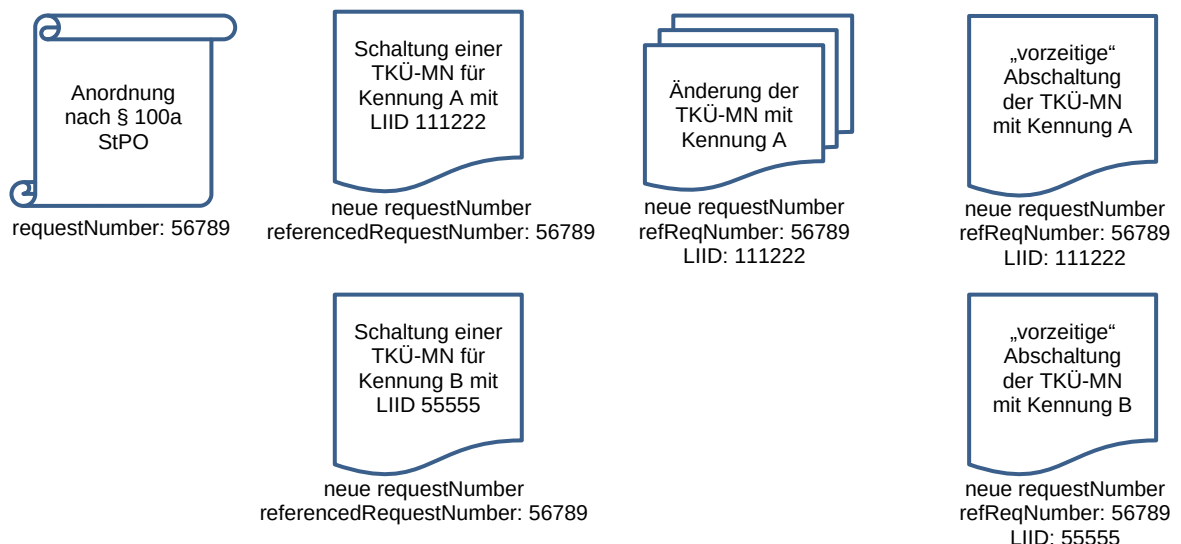 Anordnung
nach § 100a
StPO
requestNumber: 56789
Schaltung einer
TKÜ-MN für
Kennung A mit
LIID 111222
neue requestNumber
referencedRequestNumber: 56789
Änderung der
TKÜ-MN mit
Kennung A
neue requestNumber
refReqNumber: 56789
LIID: 111222
„vorzeitige“
Abschaltung
der TKÜ-MN
mit Kennung A
neue requestNumber
refReqNumber: 56789
LIID: 111222
Schaltung einer
TKÜ-MN für
Kennung B mit
LIID 55555
neue requestNumber
referencedRequestNumber: 56789
„vorzeitige“
Abschaltung
der TKÜ-MN
mit Kennung B
neue requestNumber
refReqNumber: 56789
LIID: 55555